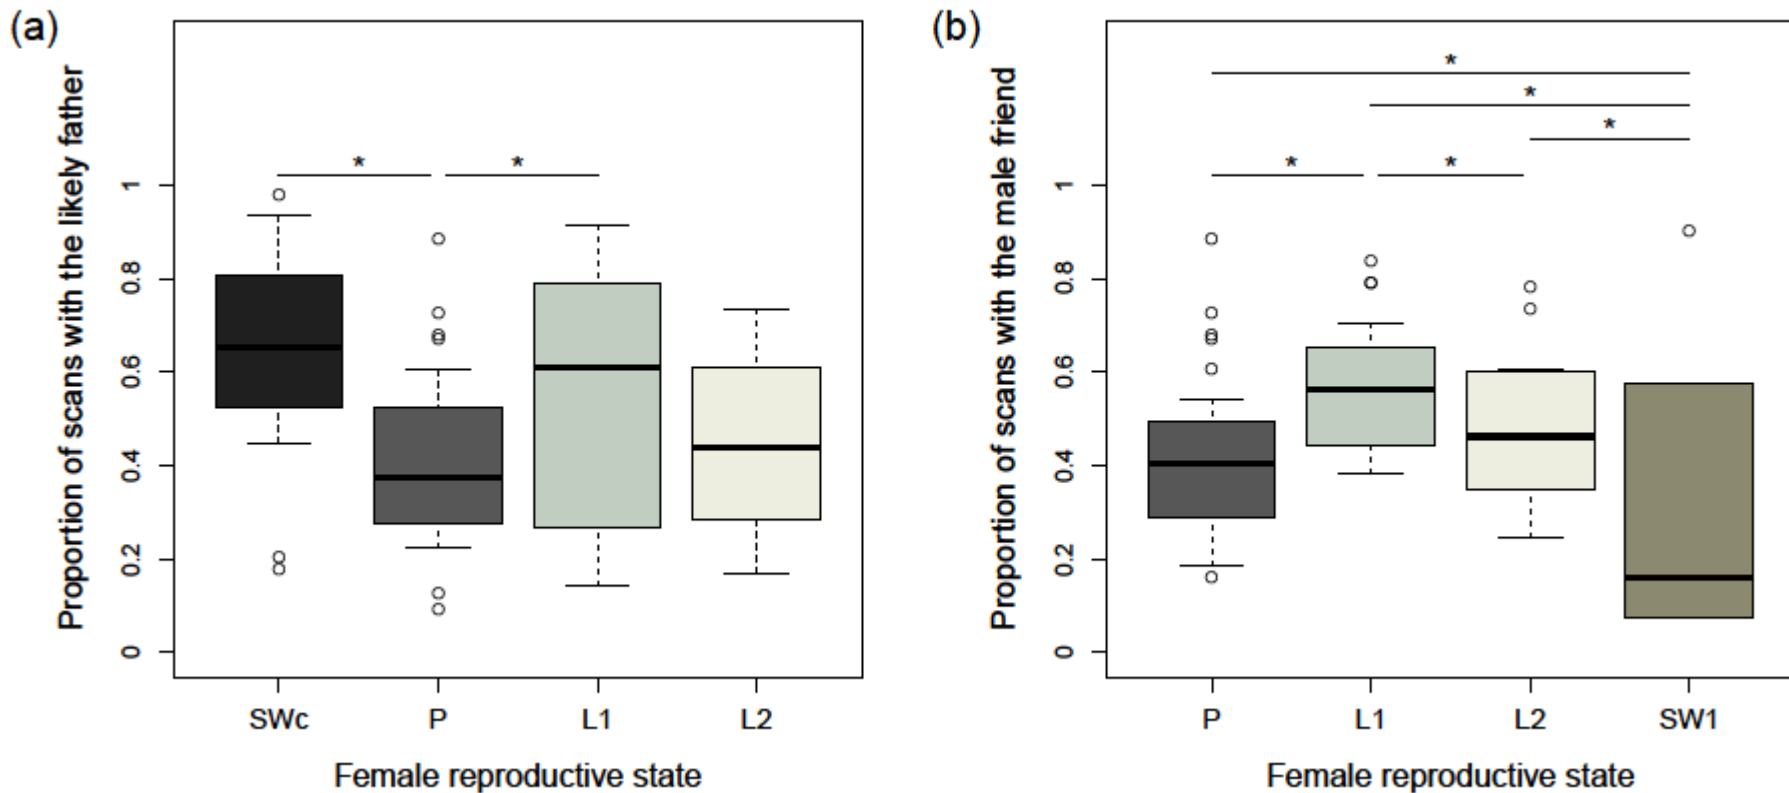 (a)
Proportion of scans with the likely father
1
0.8
0.6
0.4
0.2
0
* *
SWc P L1 L2
Female reproductive state
(b)
Proportion of scans with the male friend
1
0.8
0.6
0.4
0.2
0
*
*
*
* *
P L1 L2 SW1
Female reproductive state